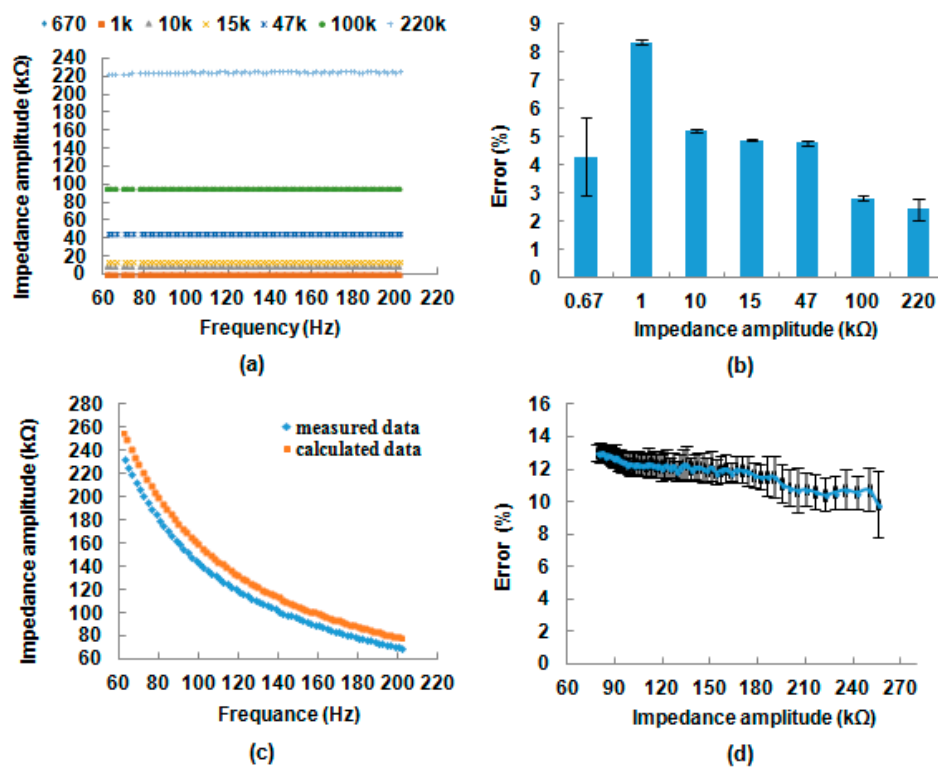 670 1k 10k 15k 47k 100k 220k
Impedance amplitude (kΩ)
240
220
200
180
160
140
120
100
80
60
40
20
0
60 80 100 120 140 160 180 200 220
Frequency (Hz)
(a)
Error (%)
9
8
7
6
5
4
3
2
1
0
0.67 1 10 15 47 100 220
Impedance amplitude (kΩ)
(b)
Impedance amplitude (kΩ)
280
260
240
220
200
180
160
140
120
100
80
60
measured data
calculated data
60 80 100 120 140 160 180 200 220
Frequance (Hz)
(c)
Error (%)
16
14
12
10
8
6
4
2
0
60 90 120 150 180 210 240 270
Impedance amplitude (kΩ)
(d)